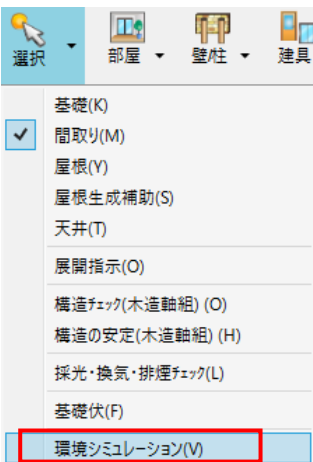 選択
部屋
壁/柱
建具
基礎(K)
間取り(M)
屋根(Y)
屋根生成補助(S)
天井(T)
展開指示(O)
構造ﾁｪｯｸ(木造軸組) (O)
構造の安定(木造軸組) (H)
採光・換気・排煙ﾁｪｯｸ(L)
基礎伏(F)
環境シミュレーション(V)